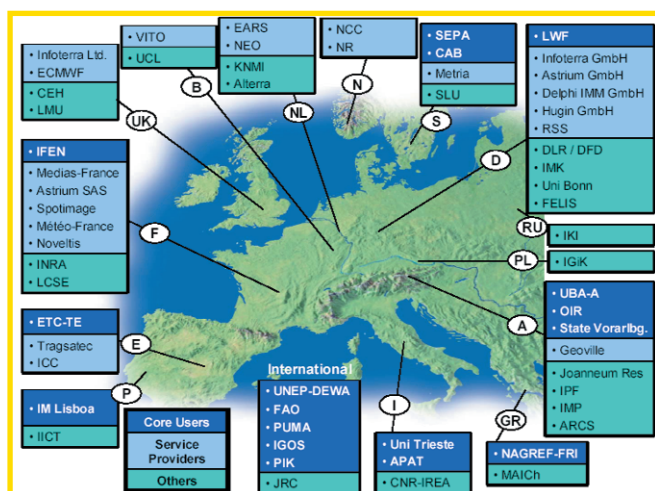 • Infoterra Ltd.
• ECMWF
• CEH
• LMU
UK
• VITO
• UCL
B
• EARS
• NEO
• KNMI
• Alterra
NL
• NCC
• NR
N
• SEPA
• CAB
• Metria
• SLU
S
• LWF
• Infoterra GmbH
• Astrium GmbH
• Delphi IMM GmbH
• Hugin GmbH
• RSS
• DLR / DFD
• IMK
• Uni Bonn
• FELIS
D
• IFEN
• Medias-France
• Astrium SAS
• Spotimage
• Météo-France
• Noveltis
• INRA
• LCSE
F
RU
• IKI
PL
• IGiK
• ETC-TE
• Tragsatec
• ICC
E
• UBA-A
• OIR
• State Vorarlbg.
• Geoville
• Joanneum Res
• IPF
• IMP
• ARCS
A
• IM Lisboa
• IICT
P
Core Users
Service
Providers
Others
International
• UNEP-DEWA
• FAO
• PUMA
• IGOS
• PIK
• JRC
I
• Uni Trieste
• APAT
• CNR-IREA
GR
• NAGREF-FRI
• MAICh